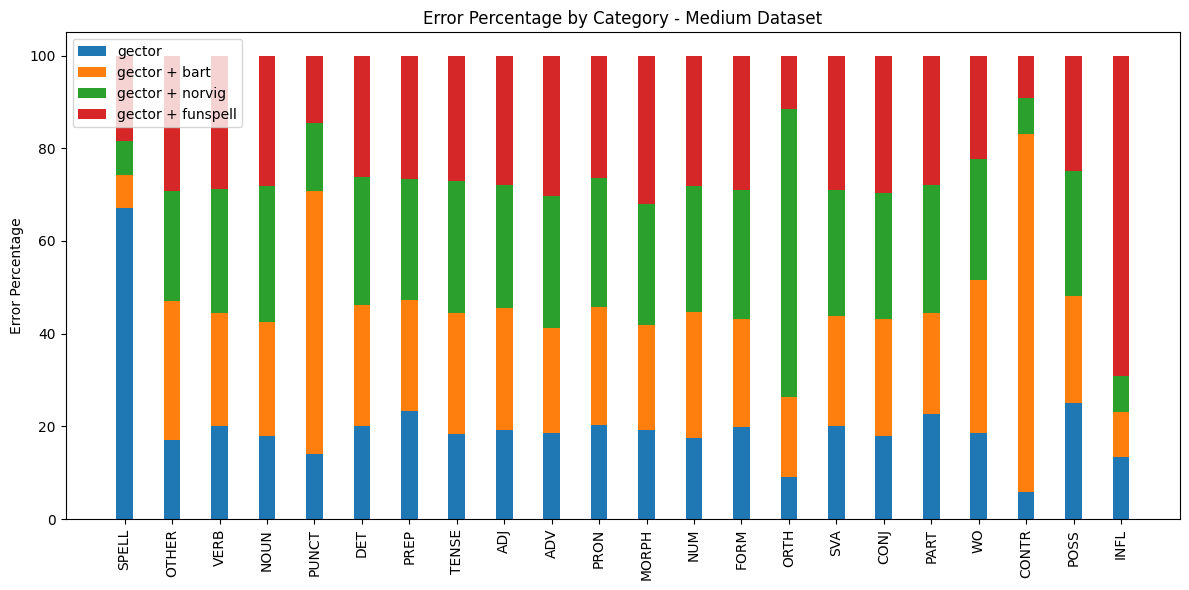 Error Percentage by Category - Medium Dataset
gector
gector + bart
gector + norvig
gector + funspell
Error Percentage
100
80
60
40
20
0
SPELL
OTHER
VERB
NOUN
PUNCT
DET
PREP
TENSE
ADJ
ADV
PRON
MORPH
NUM
FORM
ORTH
SVA
CONJ
PART
WO
CONTR
POSS
INFL